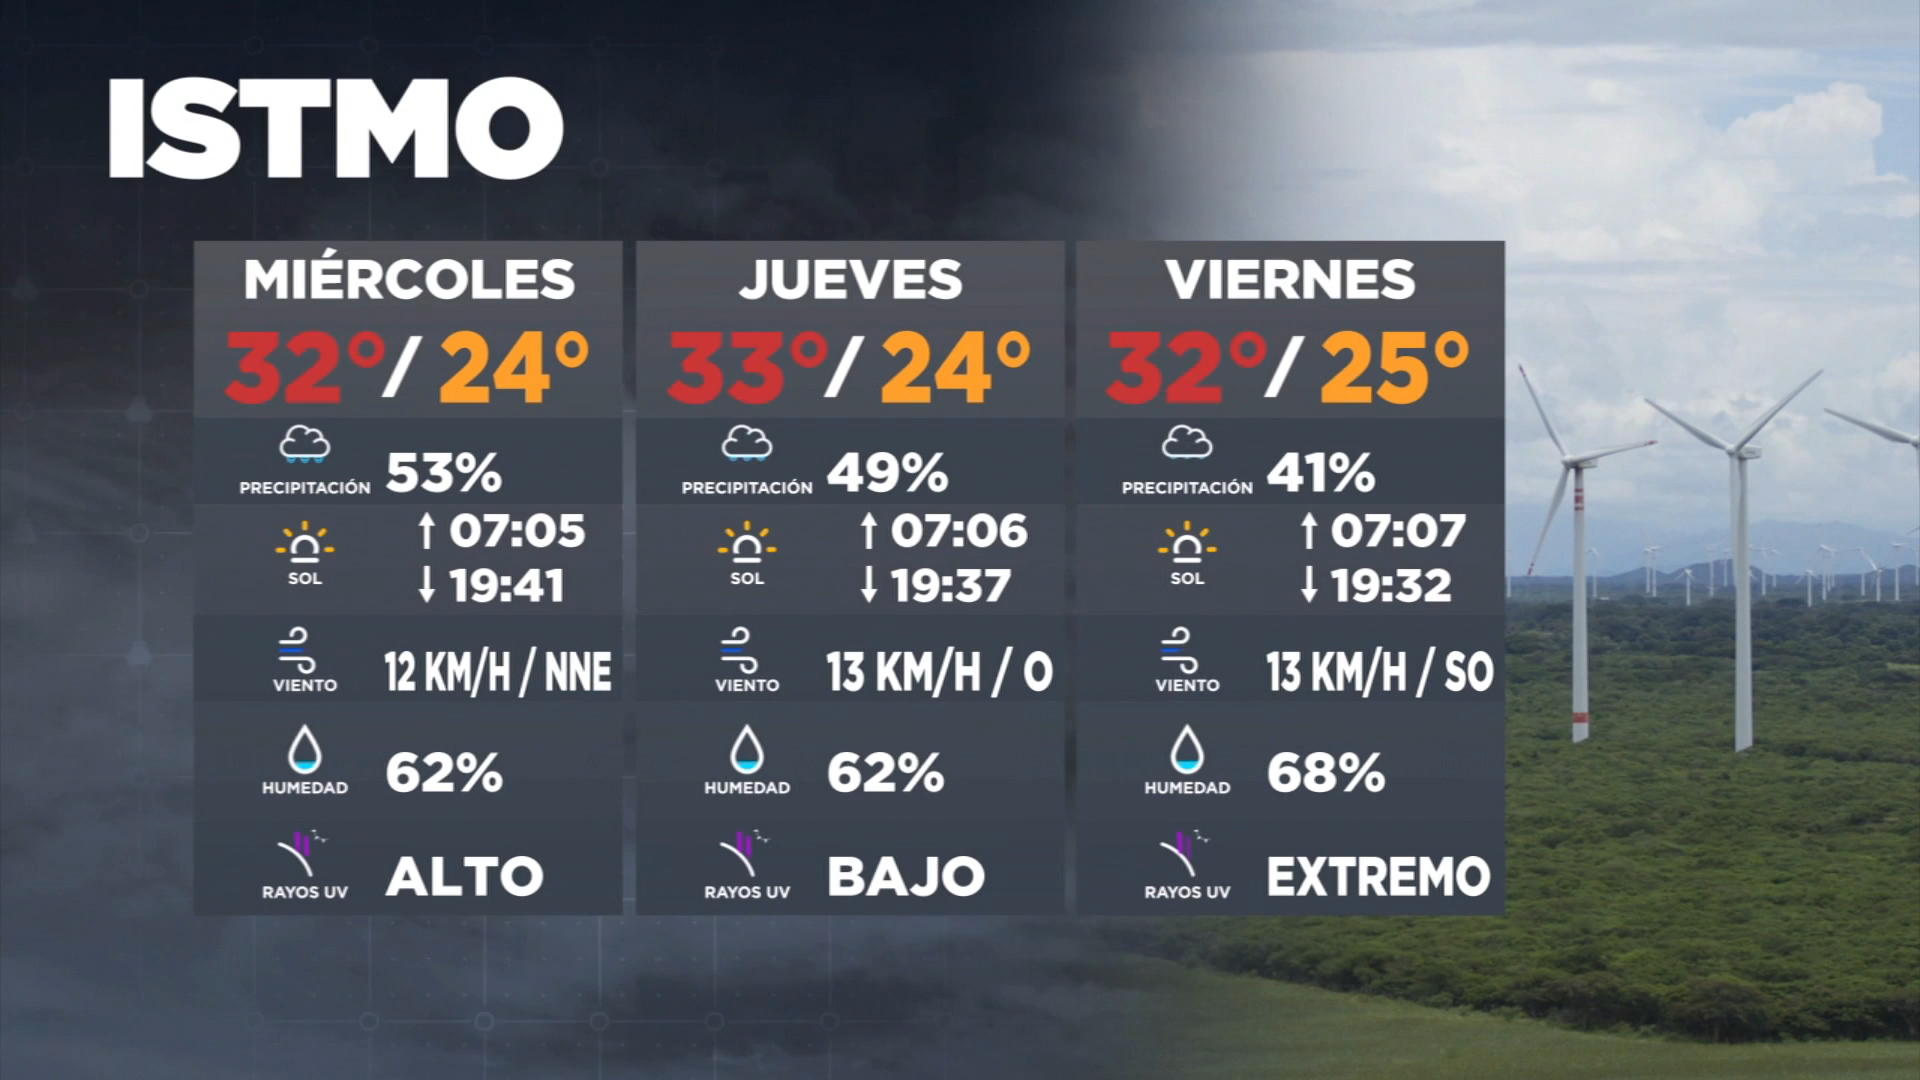 ISTMO
MIÉRCOLES
32°/ 24°
PRECIPITACIÓN 53%
SOL ↑ 07:05
↓ 19:41
VIENTO 12 KM/H / NNE
HUMEDAD 62%
RAYOS UV ALTO
JUEVES
33°/ 24°
PRECIPITACIÓN 49%
SOL ↑ 07:06
↓ 19:37
VIENTO 13 KM/H / O
HUMEDAD 62%
RAYOS UV BAJO
VIERNES
32°/ 25°
PRECIPITACIÓN 41%
SOL ↑ 07:07
↓ 19:32
VIENTO 13 KM/H / SO
HUMEDAD 68%
RAYOS UV EXTREMO